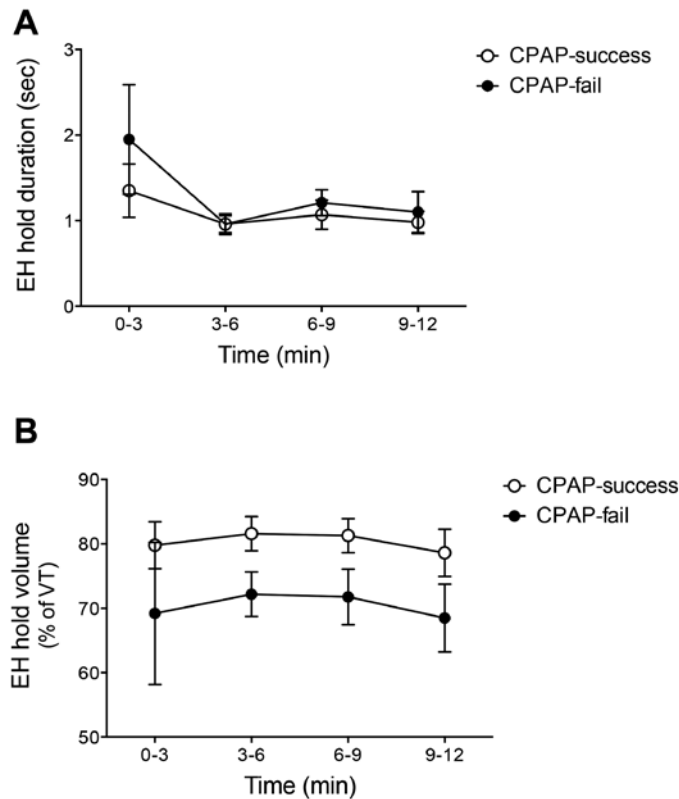 A
3
2
1
0
EH hold duration (sec)
CPAP-success
CPAP-fail
0-3 3-6 6-9 9-12
Time (min)
B
90
80
70
60
50
EH hold volume
(% of VT)
CPAP-success
CPAP-fail
0-3 3-6 6-9 9-12
Time (min)